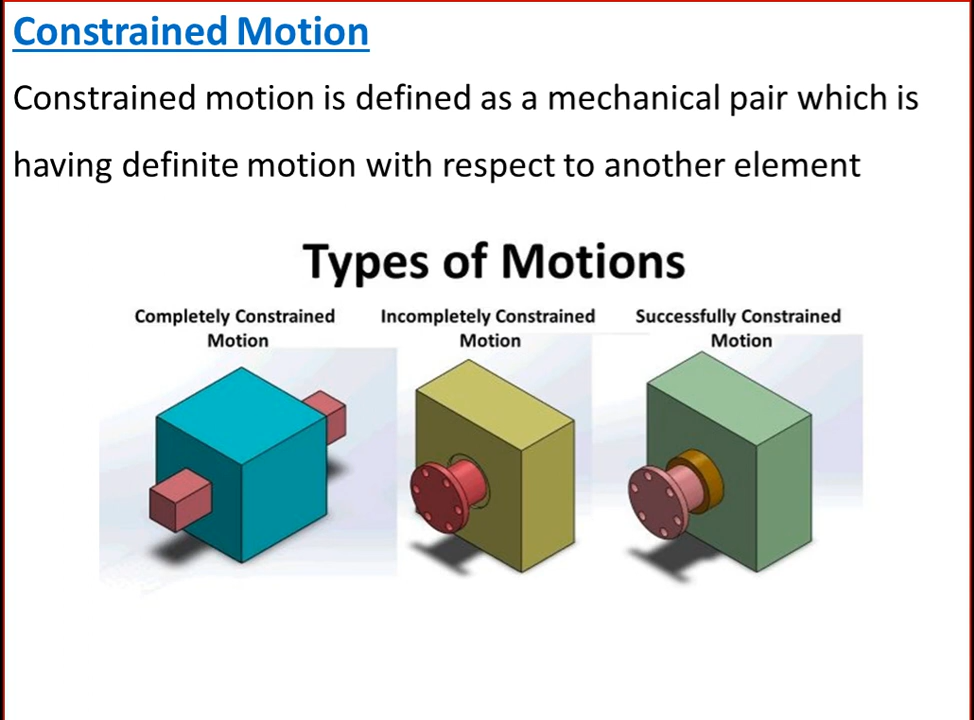 Constrained Motion
Constrained motion is defined as a mechanical pair which is
having definite motion with respect to another element
Types of Motions
Completely Constrained
Motion
Incompletely Constrained
Motion
Successfully Constrained
Motion